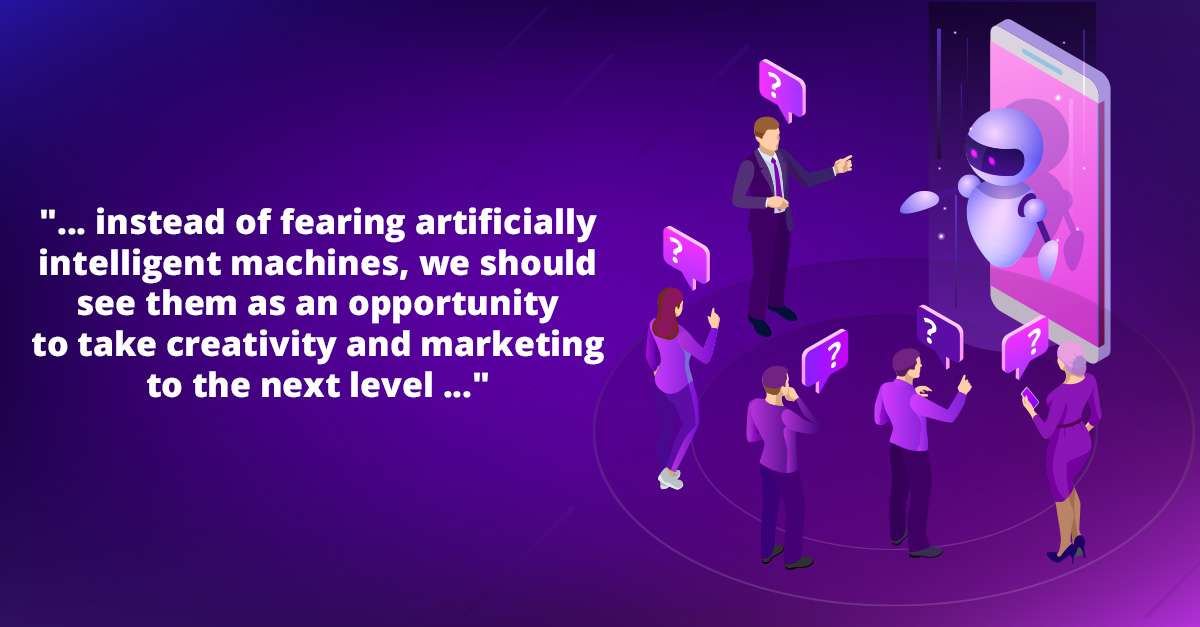 "... instead of fearing artificially
intelligent machines, we should
see them as an opportunity
to take creativity and marketing
to the next level ..."
?
?
?
?
?